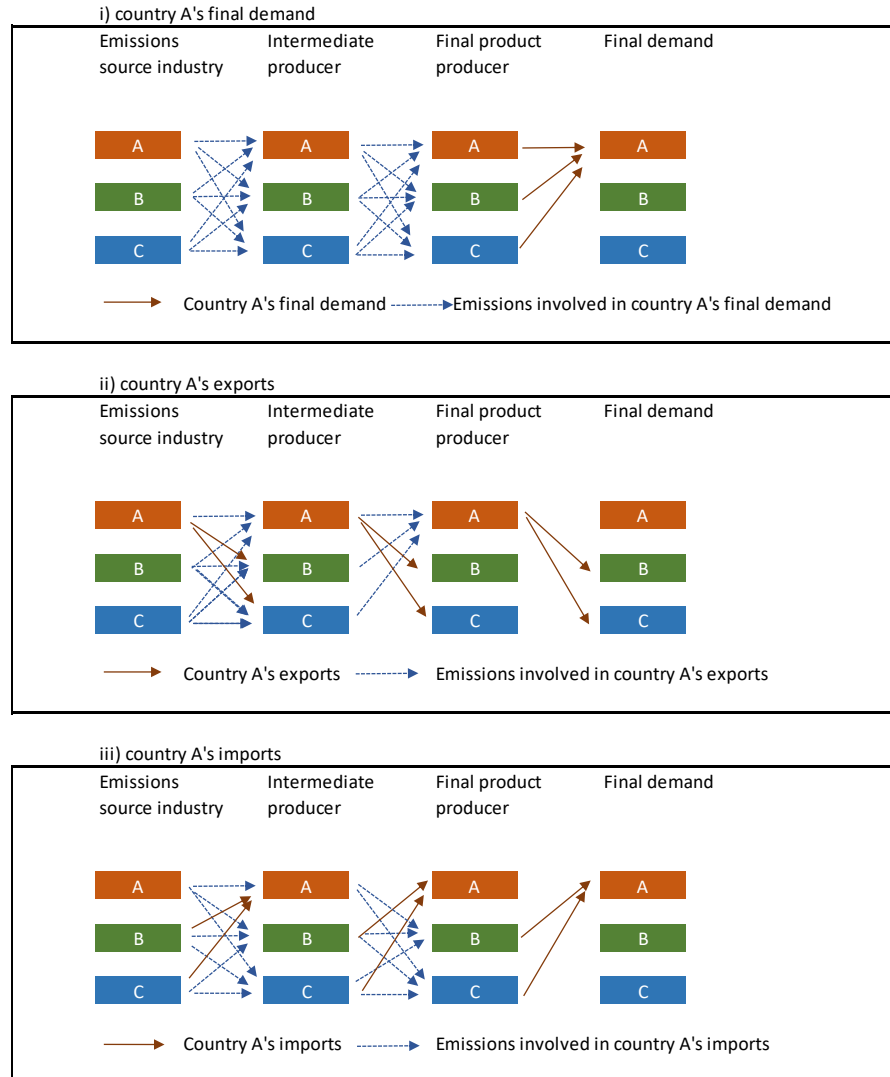 i) country A's final demand
Emissions source industry
Intermediate producer
Final product producer
Final demand
A A A A
B B B B
C C C C
Country A's final demand Emissions involved in country A's final demand
ii) country A's exports
Emissions source industry
Intermediate producer
Final product producer
Final demand
A A A A
B B B B
C C C C
Country A's exports Emissions involved in country A's exports
iii) country A's imports
Emissions source industry
Intermediate producer
Final product producer
Final demand
A A A A
B B B B
C C C C
Country A's imports Emissions involved in country A's imports